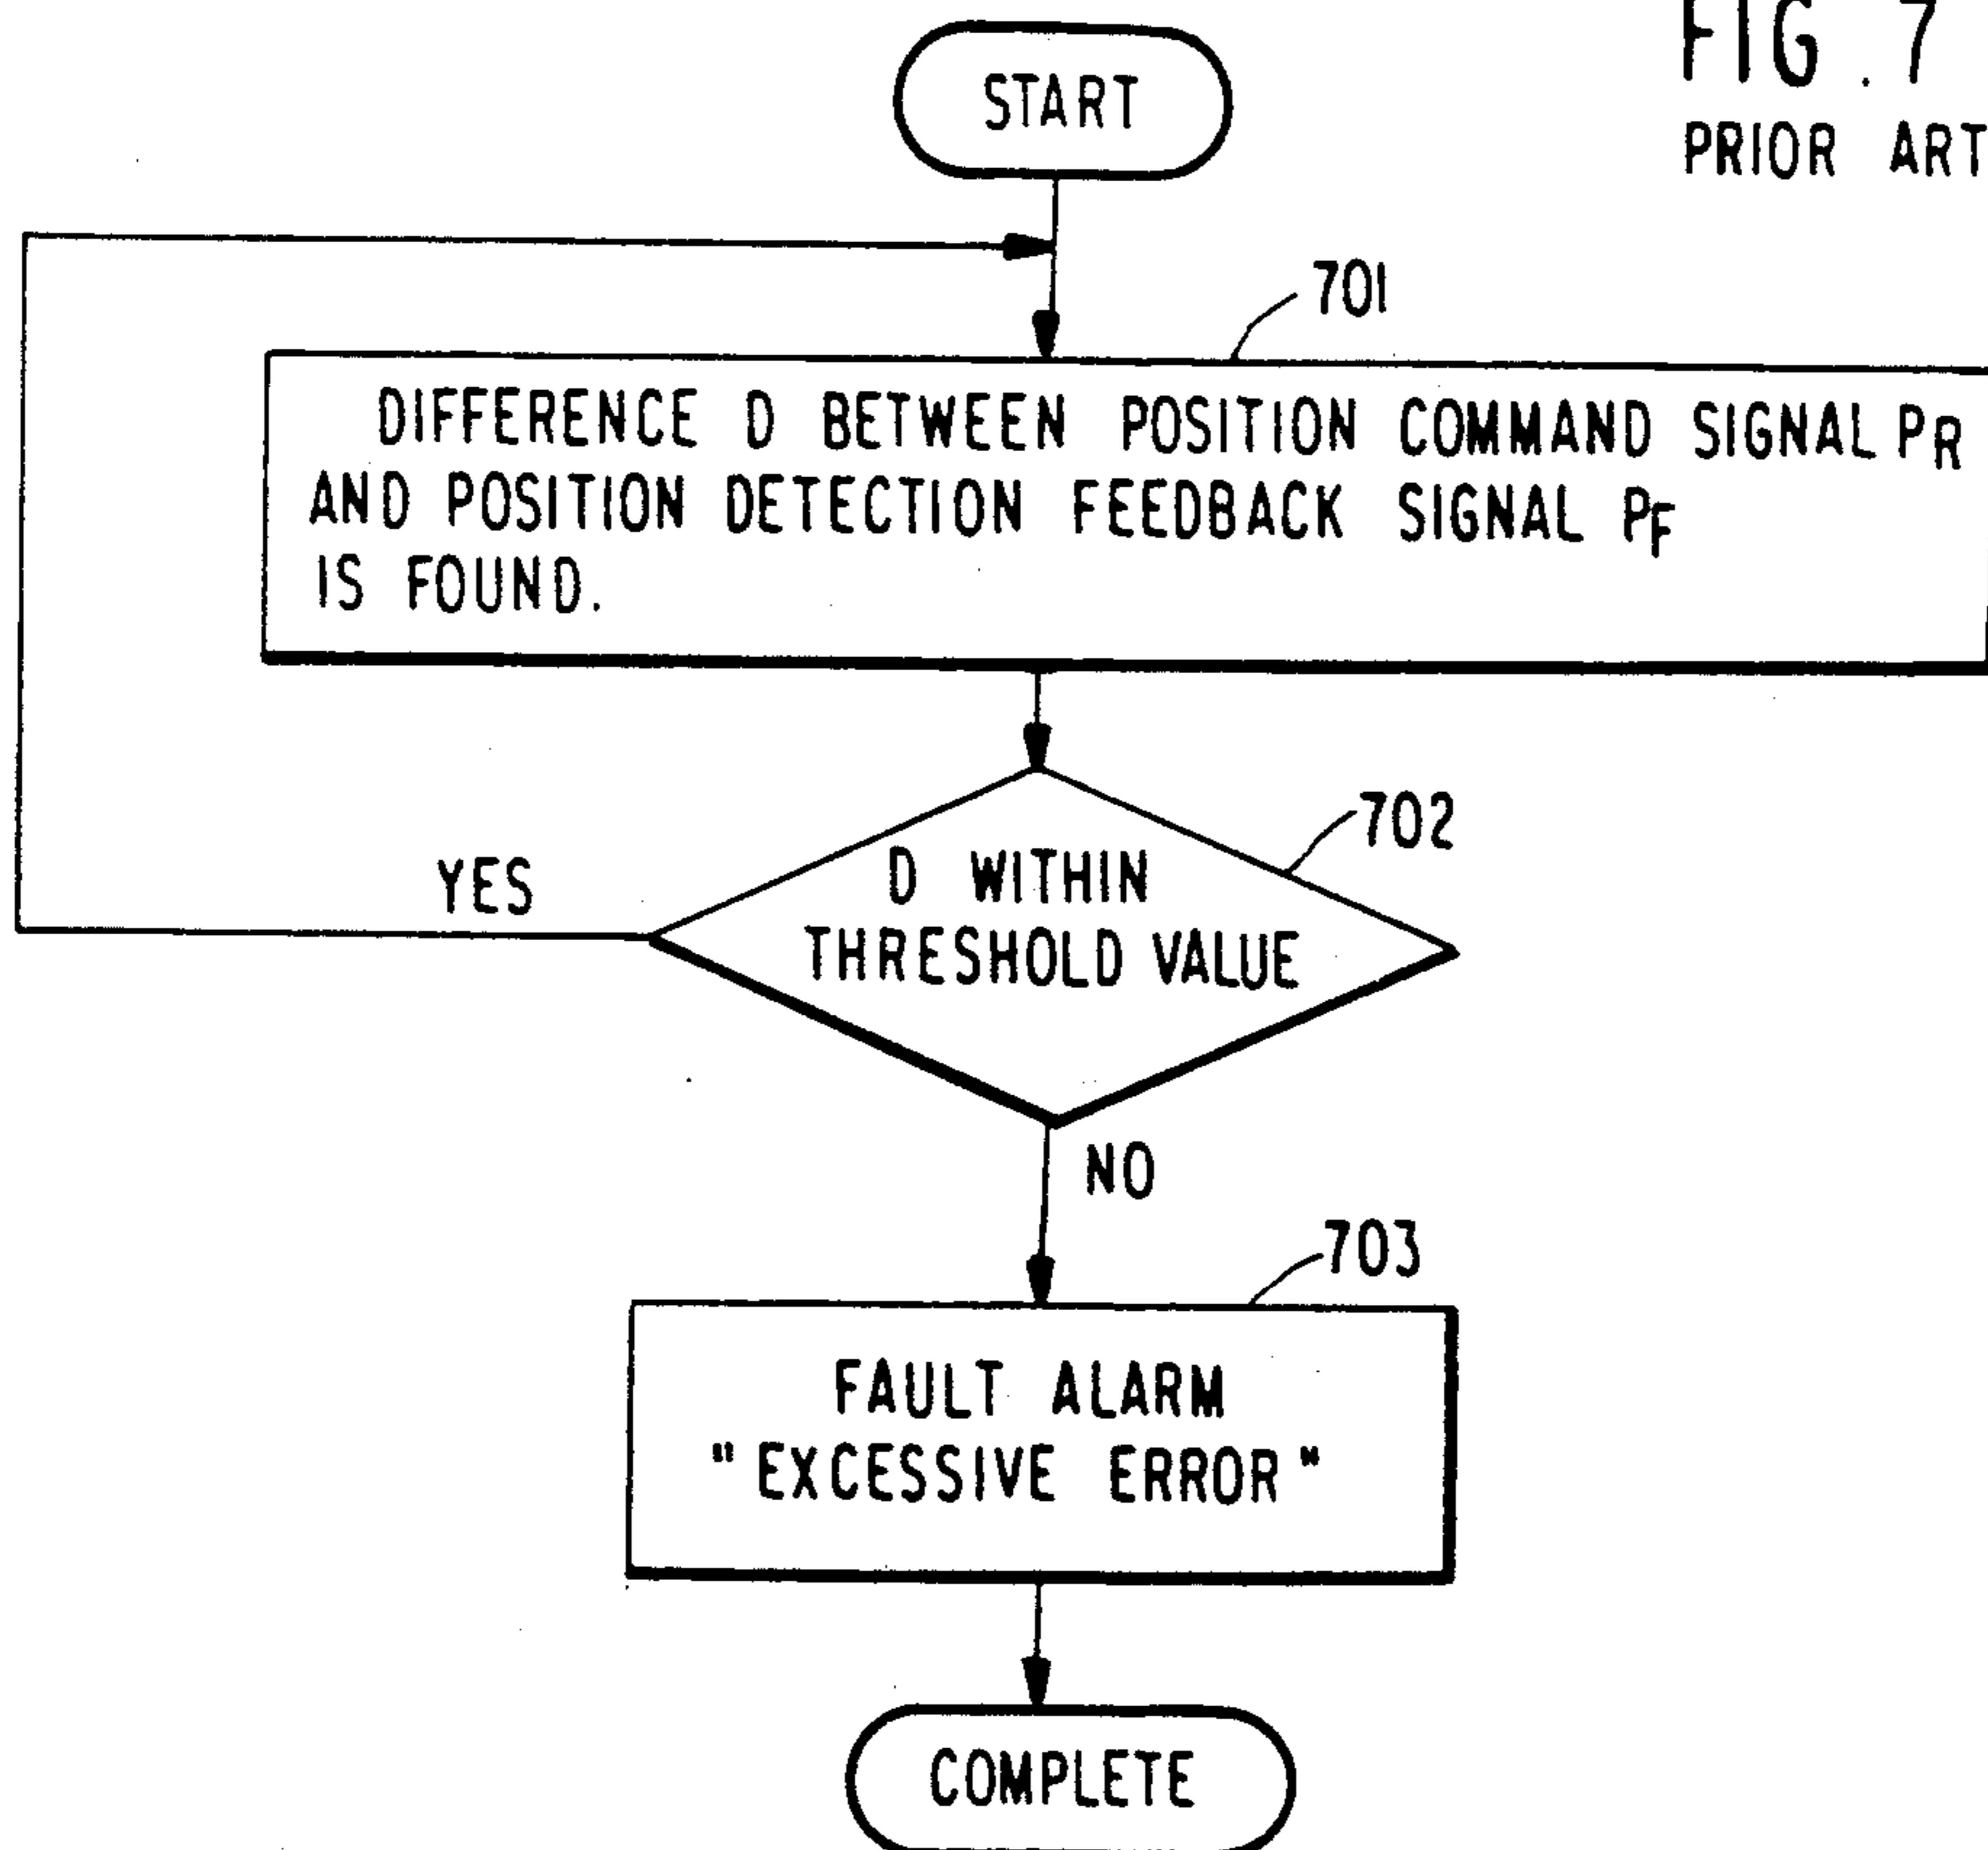 FIG. 7
PRIOR ART
START
701
DIFFERENCE D BETWEEN POSITION COMMAND SIGNAL PR
AND POSITION DETECTION FEEDBACK SIGNAL PF
IS FOUND.
702
D WITHIN
THRESHOLD VALUE
YES
NO
703
FAULT ALARM
"EXCESSIVE ERROR"
COMPLETE